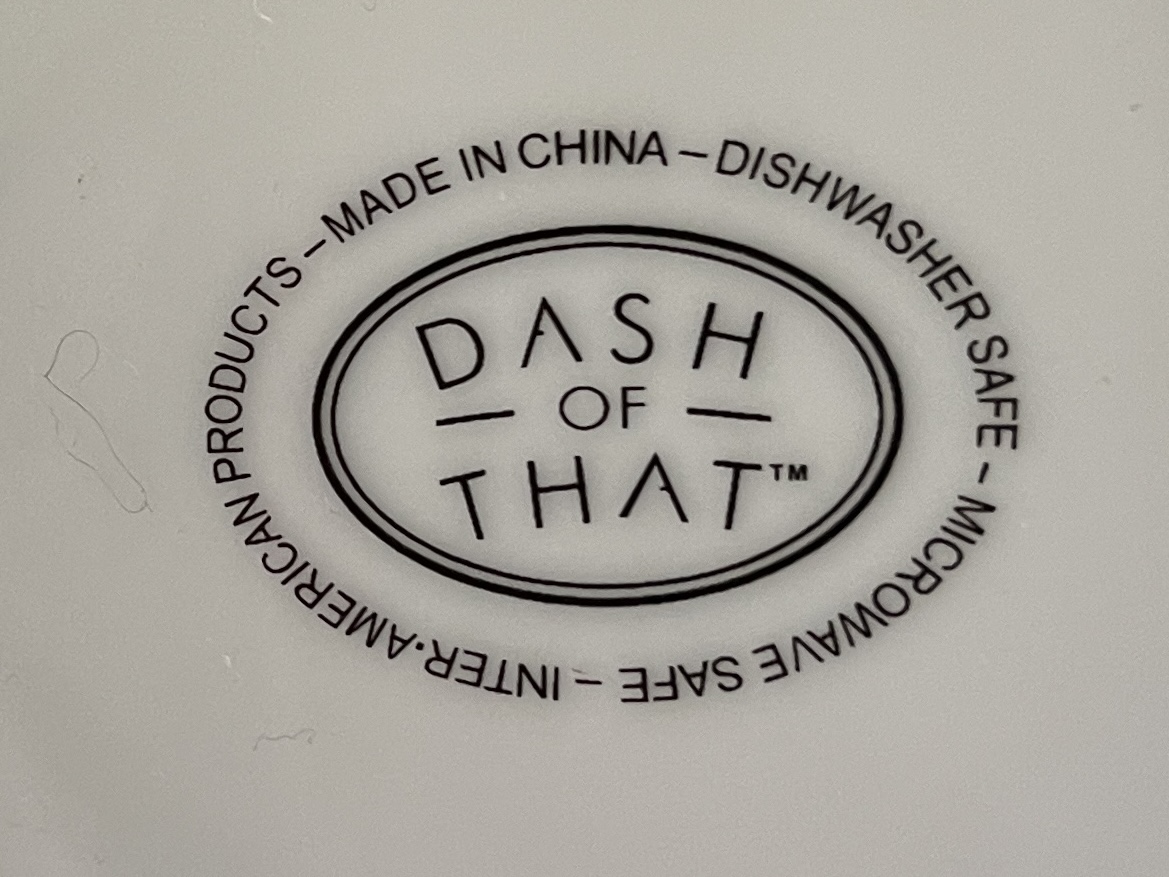 MADE IN CHINA – DISHWASHER SAFE – MICROWAVE SAFE – INTER·AMERICAN PRODUCTS –
DASH
– OF –
THAT™